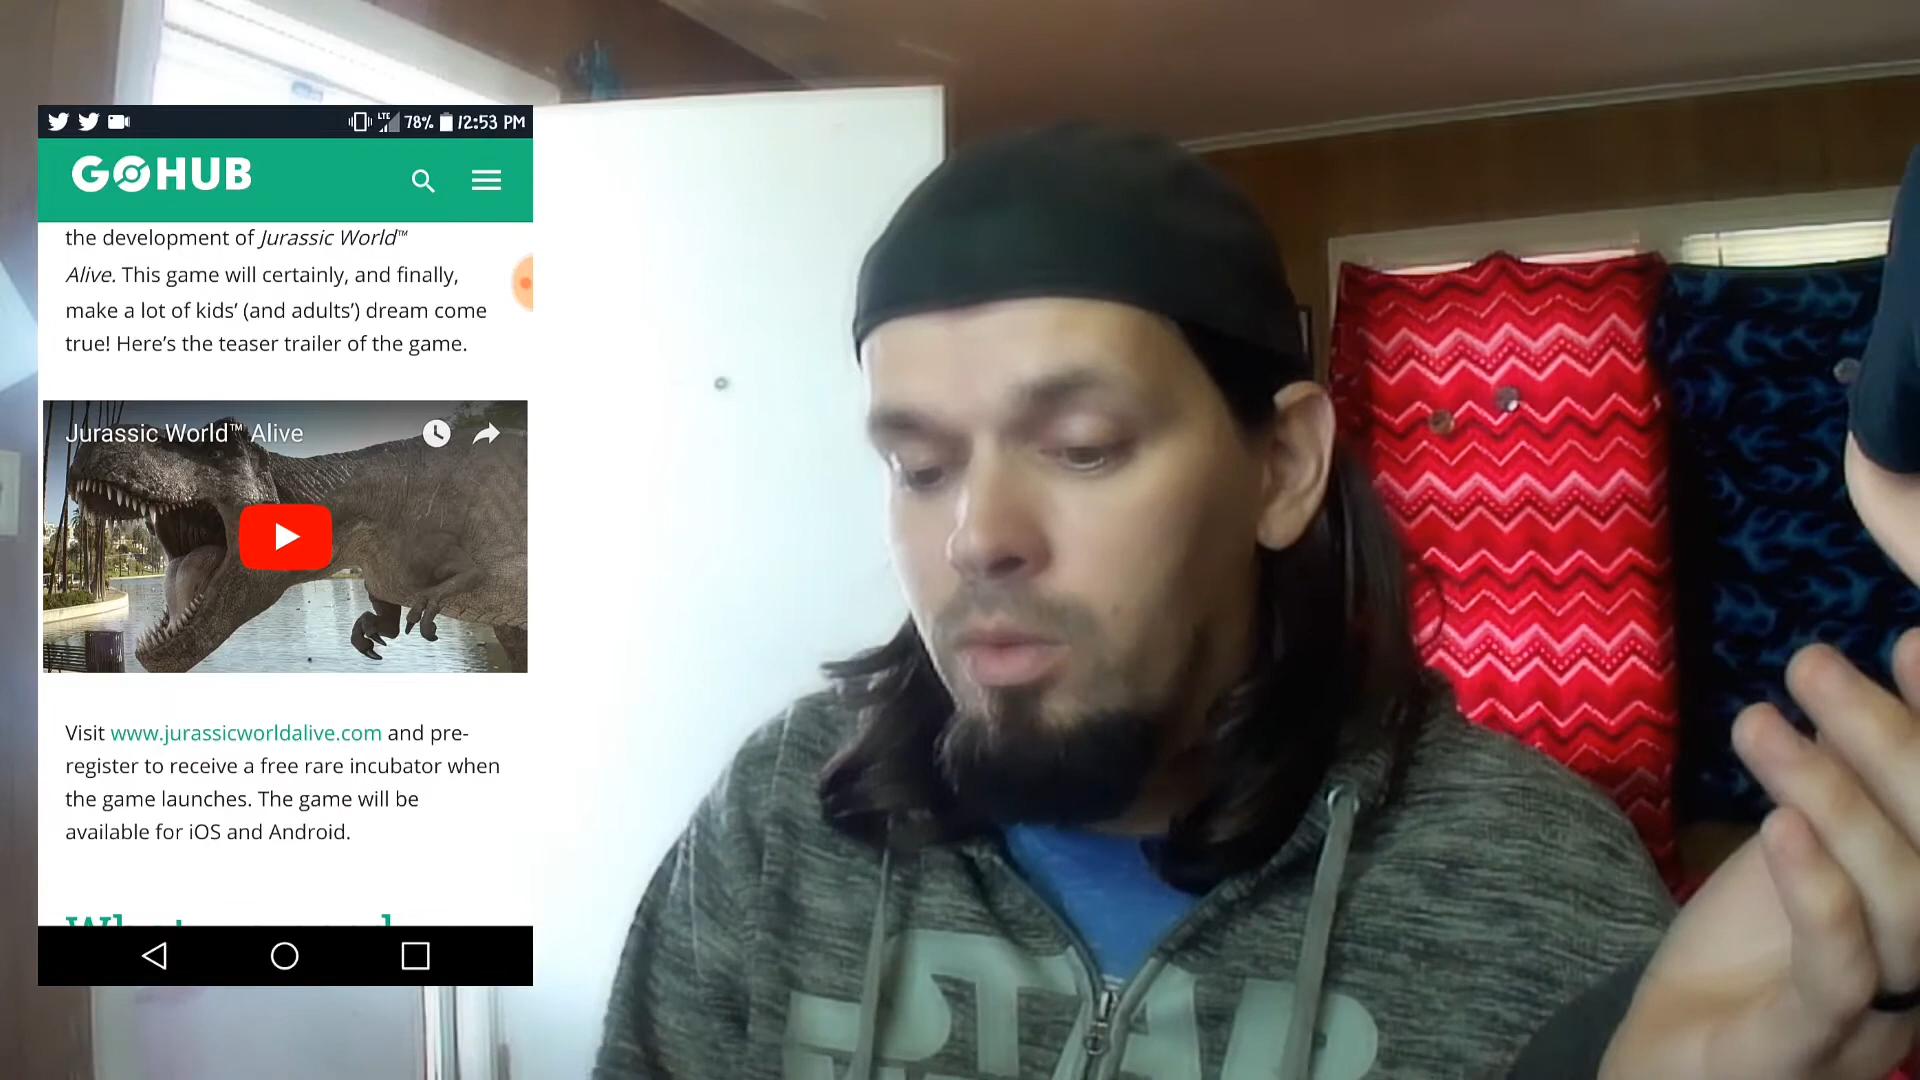 LTE 78% 12:53 PM
GOHUB
the development of Jurassic World™
Alive. This game will certainly, and finally,
make a lot of kids’ (and adults’) dream come
true! Here’s the teaser trailer of the game.
Jurassic World™ Alive
Visit www.jurassicworldalive.com and pre-
register to receive a free rare incubator when
the game launches. The game will be
available for iOS and Android.